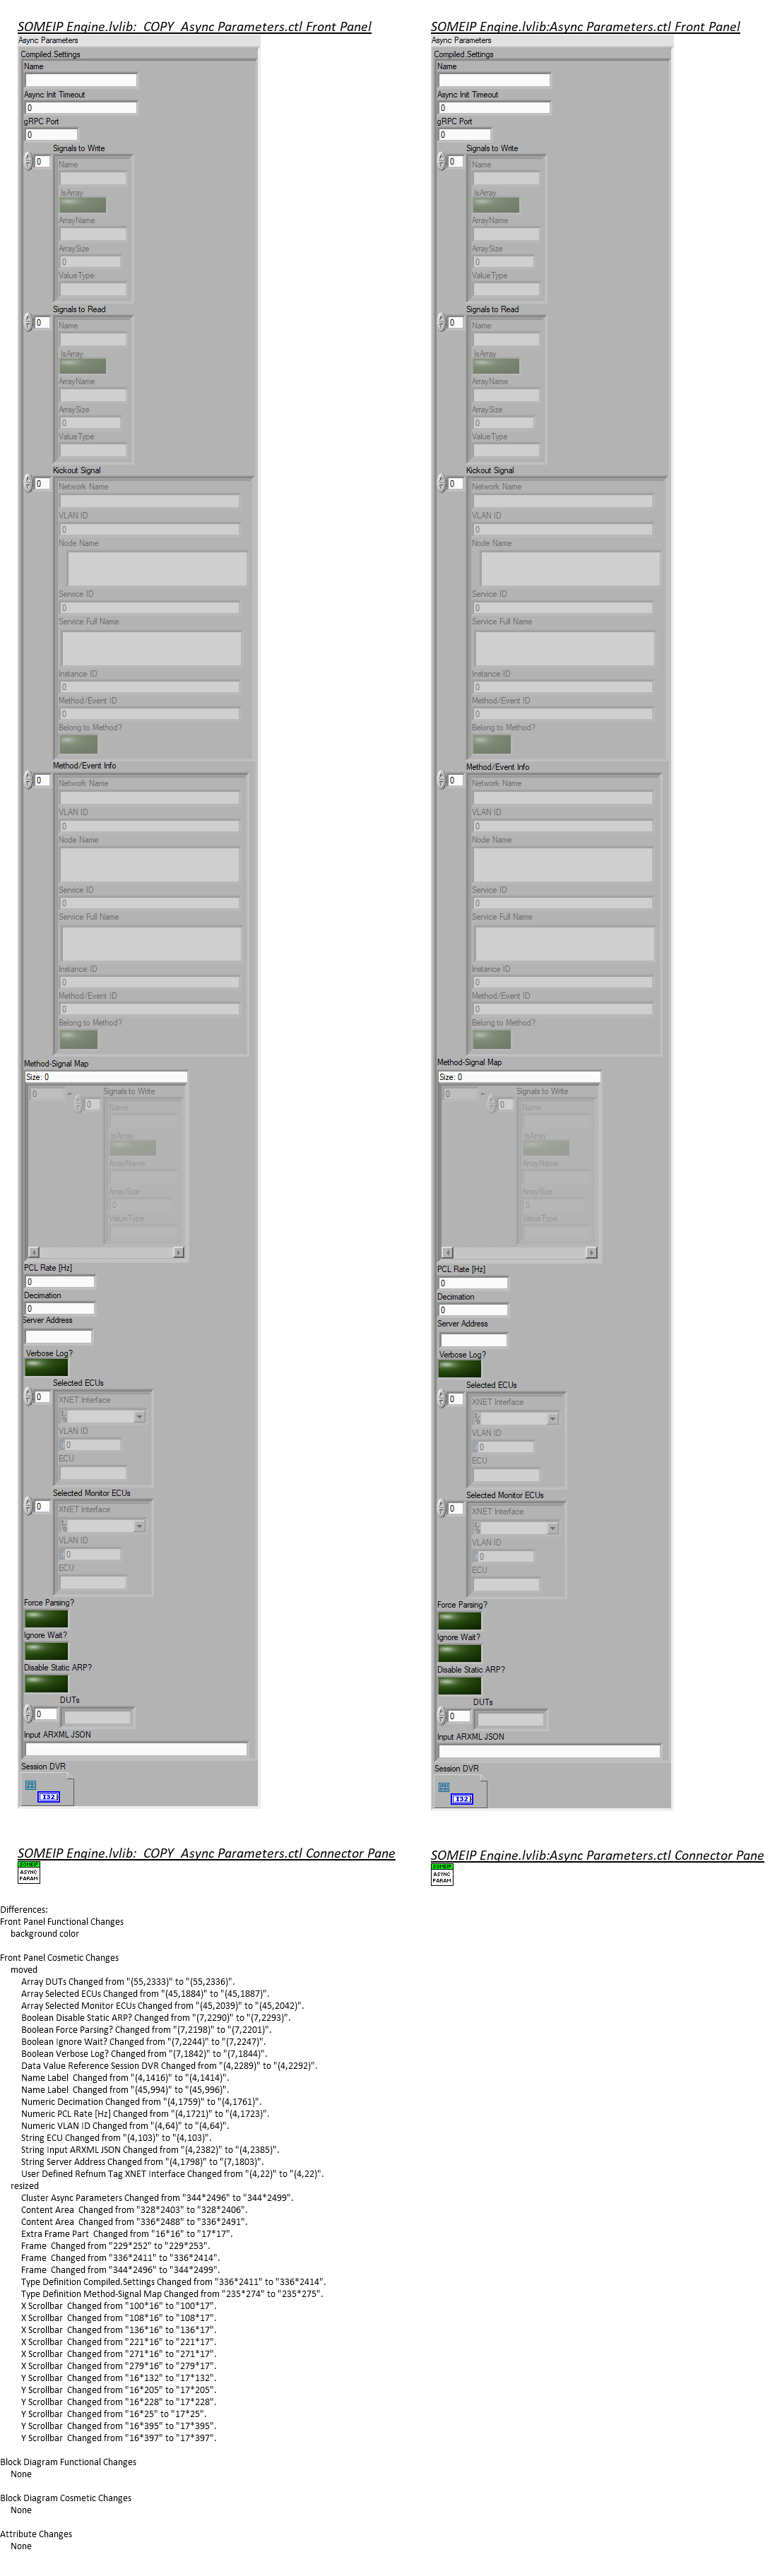 SOMEIP Engine.lvlib:_COPY_Async Parameters.ctl Front Panel
Async Parameters
Compiled.Settings
Name
Async Init Timeout
0
gRPC Port
0
Signals to Write
0
Name
IsArray
ArrayName
ArraySize
0
ValueType
Signals to Read
0
Name
IsArray
ArrayName
ArraySize
0
ValueType
Kickout Signal
0
Network Name
VLAN ID
0
Node Name
Service ID
0
Service Full Name
Instance ID
0
Method/Event ID
0
Belong to Method?
Method/Event Info
0
Network Name
VLAN ID
0
Node Name
Service ID
0
Service Full Name
Instance ID
0
Method/Event ID
0
Belong to Method?
Method-Signal Map
Size: 0
0
Signals to Write
0
Name
IsArray
ArrayName
ArraySize
0
ValueType
PCL Rate [Hz]
0
Decimation
0
Server Address
Verbose Log?
Selected ECUs
0
XNET Interface
VLAN ID
0
ECU
Selected Monitor ECUs
0
XNET Interface
VLAN ID
0
ECU
Force Parsing?
Ignore Wait?
Disable Static ARP?
DUTs
0
Input ARXML JSON
Session DVR
I32
SOMEIP Engine.lvlib:Async Parameters.ctl Front Panel
Async Parameters
Compiled.Settings
Name
Async Init Timeout
0
gRPC Port
0
Signals to Write
0
Name
IsArray
ArrayName
ArraySize
0
ValueType
Signals to Read
0
Name
IsArray
ArrayName
ArraySize
0
ValueType
Kickout Signal
0
Network Name
VLAN ID
0
Node Name
Service ID
0
Service Full Name
Instance ID
0
Method/Event ID
0
Belong to Method?
Method/Event Info
0
Network Name
VLAN ID
0
Node Name
Service ID
0
Service Full Name
Instance ID
0
Method/Event ID
0
Belong to Method?
Method-Signal Map
Size: 0
0
Signals to Write
0
Name
IsArray
ArrayName
ArraySize
0
ValueType
PCL Rate [Hz]
0
Decimation
0
Server Address
Verbose Log?
Selected ECUs
0
XNET Interface
VLAN ID
0
ECU
Selected Monitor ECUs
0
XNET Interface
VLAN ID
0
ECU
Force Parsing?
Ignore Wait?
Disable Static ARP?
DUTs
0
Input ARXML JSON
Session DVR
I32
SOMEIP Engine.lvlib:_COPY_Async Parameters.ctl Connector Pane
SOMEIP
ASYNC
PARAM
SOMEIP Engine.lvlib:Async Parameters.ctl Connector Pane
SOMEIP
ASYNC
PARAM
Differences:
Front Panel Functional Changes
background color
Front Panel Cosmetic Changes
moved
Array DUTs Changed from "(55,2333)" to "(55,2336)".
Array Selected ECUs Changed from "(45,1884)" to "(45,1887)".
Array Selected Monitor ECUs Changed from "(45,2039)" to "(45,2042)".
Boolean Disable Static ARP? Changed from "(7,2290)" to "(7,2293)".
Boolean Force Parsing? Changed from "(7,2198)" to "(7,2201)".
Boolean Ignore Wait? Changed from "(7,2244)" to "(7,2247)".
Boolean Verbose Log? Changed from "(7,1842)" to "(7,1844)".
Data Value Reference Session DVR Changed from "(4,2289)" to "(4,2292)".
Name Label  Changed from "(4,1416)" to "(4,1414)".
Name Label  Changed from "(45,994)" to "(45,996)".
Numeric Decimation Changed from "(4,1759)" to "(4,1761)".
Numeric PCL Rate [Hz] Changed from "(4,1721)" to "(4,1723)".
Numeric VLAN ID Changed from "(4,64)" to "(4,64)".
String ECU Changed from "(4,103)" to "(4,103)".
String Input ARXML JSON Changed from "(4,2382)" to "(4,2385)".
String Server Address Changed from "(4,1798)" to "(7,1803)".
User Defined Refnum Tag XNET Interface Changed from "(4,22)" to "(4,22)".
resized
Cluster Async Parameters Changed from "344*2496" to "344*2499".
Content Area  Changed from "328*2403" to "328*2406".
Content Area  Changed from "336*2488" to "336*2491".
Extra Frame Part  Changed from "16*16" to "17*17".
Frame  Changed from "229*252" to "229*253".
Frame  Changed from "336*2411" to "336*2414".
Frame  Changed from "344*2496" to "344*2499".
Type Definition Compiled.Settings Changed from "336*2411" to "336*2414".
Type Definition Method-Signal Map Changed from "235*274" to "235*275".
X Scrollbar  Changed from "100*16" to "100*17".
X Scrollbar  Changed from "108*16" to "108*17".
X Scrollbar  Changed from "136*16" to "136*17".
X Scrollbar  Changed from "221*16" to "221*17".
X Scrollbar  Changed from "271*16" to "271*17".
X Scrollbar  Changed from "279*16" to "279*17".
Y Scrollbar  Changed from "16*132" to "17*132".
Y Scrollbar  Changed from "16*205" to "17*205".
Y Scrollbar  Changed from "16*228" to "17*228".
Y Scrollbar  Changed from "16*25" to "17*25".
Y Scrollbar  Changed from "16*395" to "17*395".
Y Scrollbar  Changed from "16*397" to "17*397".
Block Diagram Functional Changes
None
Block Diagram Cosmetic Changes
None
Attribute Changes
None